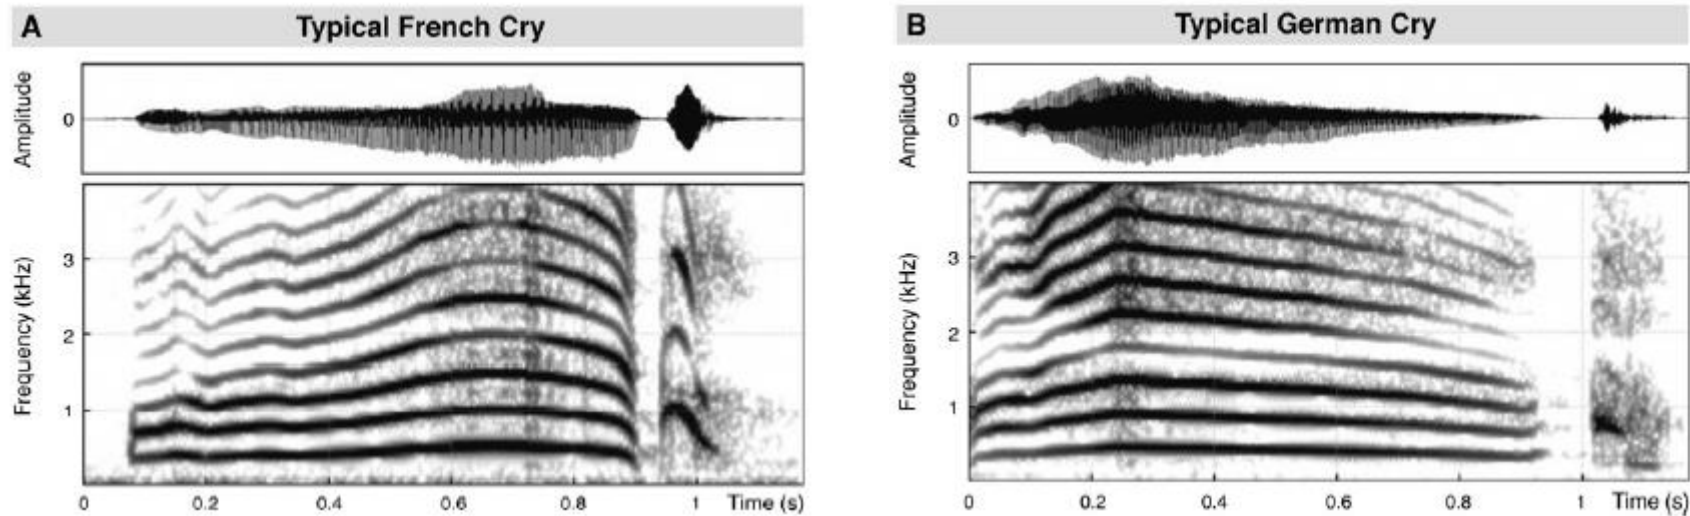 A Typical French Cry
Amplitude
0
Frequency (kHz)
3
2
1
0 0.2 0.4 0.6 0.8 1 Time (s)
B Typical German Cry
Amplitude
0
Frequency (kHz)
3
2
1
0 0.2 0.4 0.6 0.8 1 Time (s)